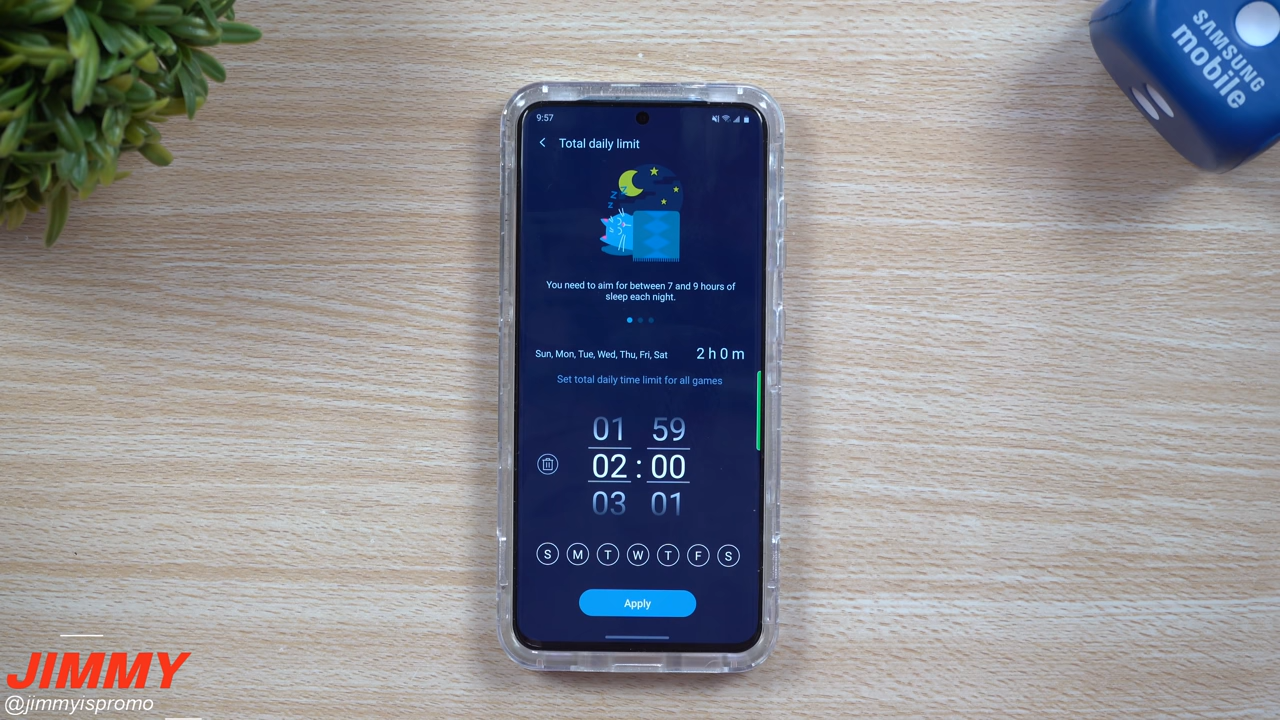 SAMSUNG
mobile
9:57
Total daily limit
z z z
You need to aim for between 7 and 9 hours of
sleep each night.
Sun, Mon, Tue, Wed, Thu, Fri, Sat
2 h 0 m
Set total daily time limit for all games
01 59
02 : 00
03 01
S M T W T F S
Apply
JIMMY
@jimmyispromo